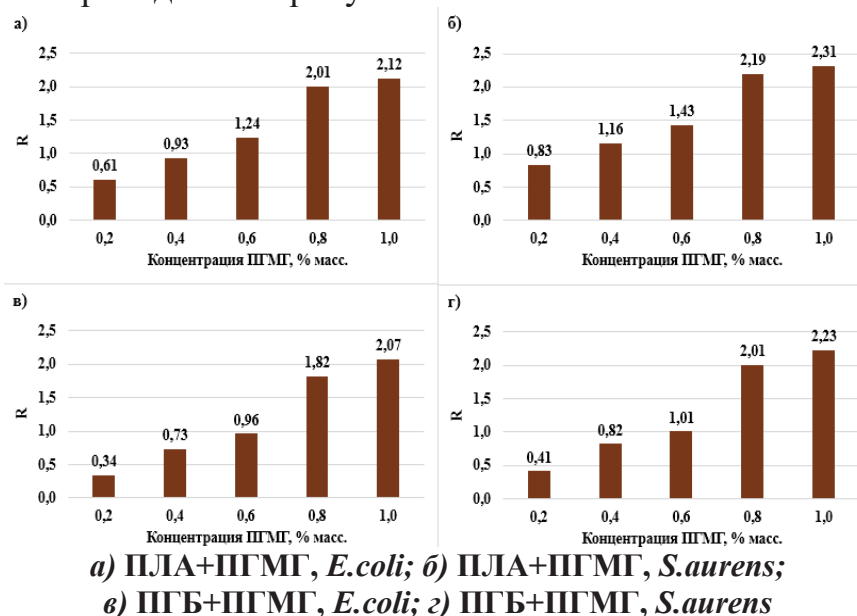 а)
2,5
2,0
1,5
1,0
0,5
0,0
R
0,61
0,93
1,24
2,01
2,12
0,2 0,4 0,6 0,8 1,0
Концентрация ПГМГ, % масс.
б)
2,5
2,0
1,5
1,0
0,5
0,0
R
0,83
1,16
1,43
2,19
2,31
0,2 0,4 0,6 0,8 1,0
Концентрация ПГМГ, % масс.
в)
2,5
2,0
1,5
1,0
0,5
0,0
R
0,34
0,73
0,96
1,82
2,07
0,2 0,4 0,6 0,8 1,0
Концентрация ПГМГ, % масс.
г)
2,5
2,0
1,5
1,0
0,5
0,0
R
0,41
0,82
1,01
2,01
2,23
0,2 0,4 0,6 0,8 1,0
Концентрация ПГМГ, % масс.
а) ПЛА+ПГМГ, E.coli; б) ПЛА+ПГМГ, S.aurens;
в) ПГБ+ПГМГ, E.coli; г) ПГБ+ПГМГ, S.aurens